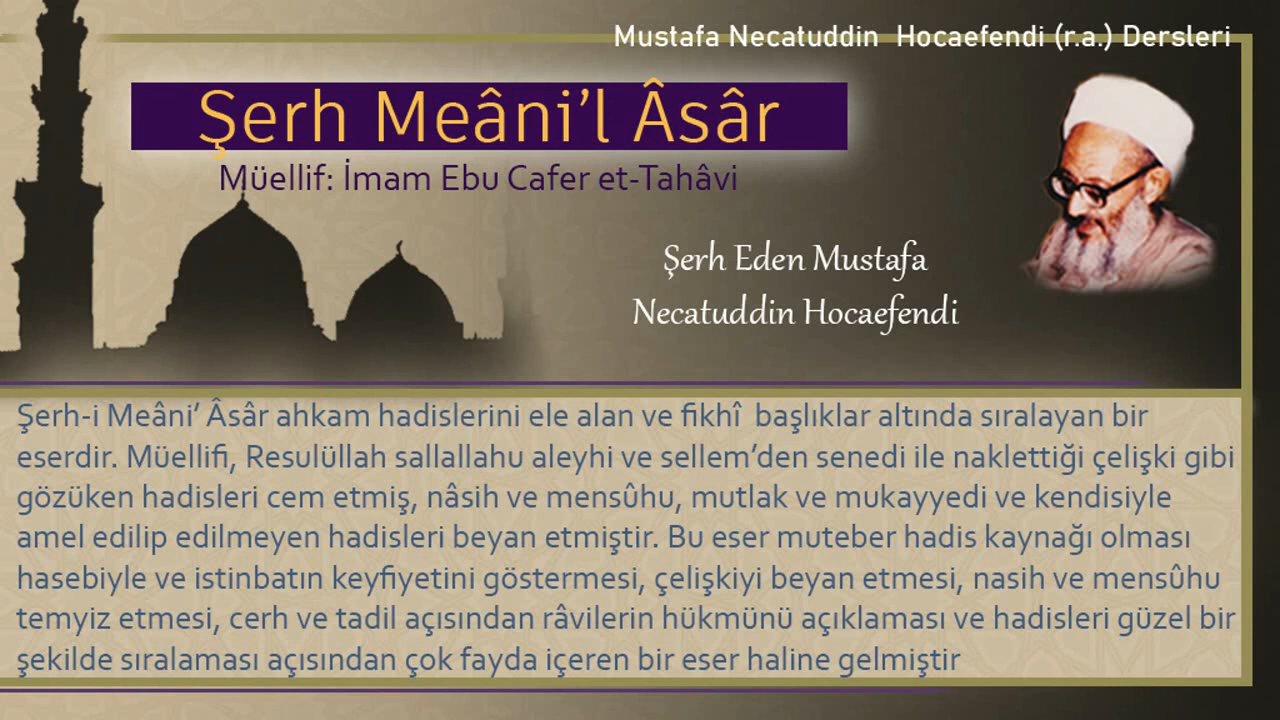 Mustafa Necatuddin Hocaefendi (r.a.) Dersleri
Şerh Meâni’l Âsâr
Müellif: İmam Ebu Cafer et-Tahâvi
Şerh Eden Mustafa
Necatuddin Hocaefendi
Şerh-i Meâni’ Âsâr ahkam hadislerini ele alan ve fikhî başlıklar altında sıralayan bir
eserdir. Müellifi, Resulüllah sallallahu aleyhi ve sellem’den senedi ile naklettiği çelişki gibi
gözüken hadisleri cem etmiş, nâsih ve mensûhu, mutlak ve mukayyedi ve kendisiyle
amel edilip edilmeyen hadisleri beyan etmiştir. Bu eser muteber hadis kaynağı olması
hasebiyle ve istinbatın keyfiyetini göstermesi, çelişkiyi beyan etmesi, nasih ve mensûhu
temyiz etmesi, cerh ve tadil açısından râvilerin hükmünü açıklaması ve hadisleri güzel bir
şekilde sıralaması açısından çok fayda içeren bir eser haline gelmiştir